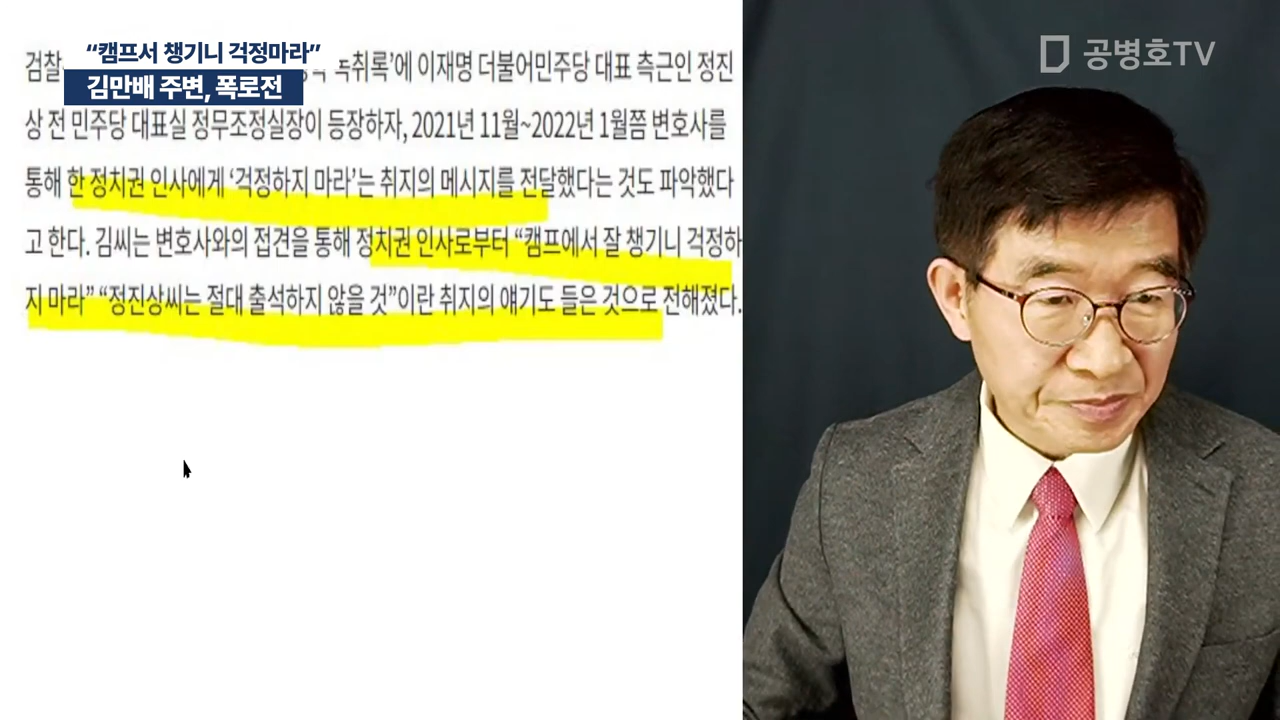 “캠프서 챙기니 걱정마라”
김만배 주변, 폭로전
공병호TV
검찰 녹취록’에 이재명 더불어민주당 대표 측근인 정진
상 전 민주당 대표실 정무조정실장이 등장하자, 2021년 11월~2022년 1월쯤 변호사를
통해 한 정치권 인사에게 ‘걱정하지 마라’는 취지의 메시지를 전달했다는 것도 파악했다
고 한다. 김씨는 변호사와의 접견을 통해 정치권 인사로부터 “캠프에서 잘 챙기니 걱정하
지 마라” “정진상씨는 절대 출석하지 않을 것”이란 취지의 얘기도 들은 것으로 전해졌다.